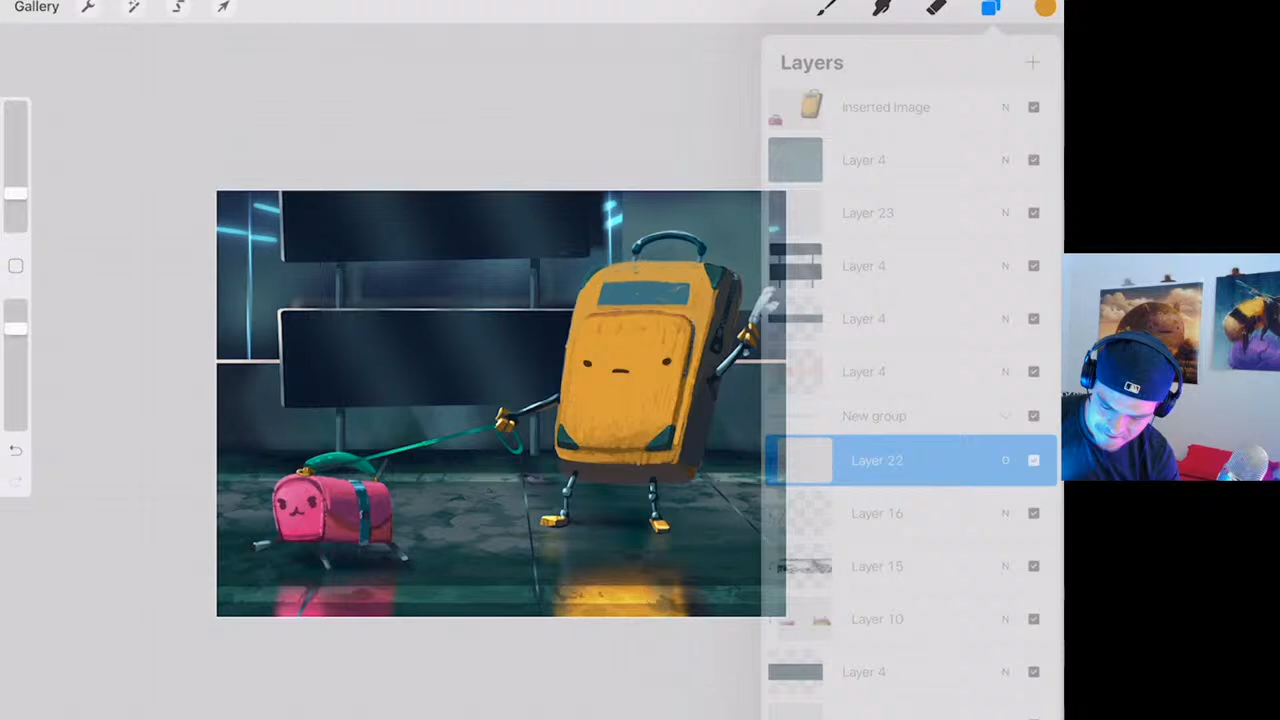 Gallery
Layers
Inserted Image N
Layer 4 N
Layer 23 N
Layer 4 N
Layer 4 N
Layer 4 N
New group
Layer 22 O
Layer 16 N
Layer 15 N
Layer 10 N
Layer 4 N